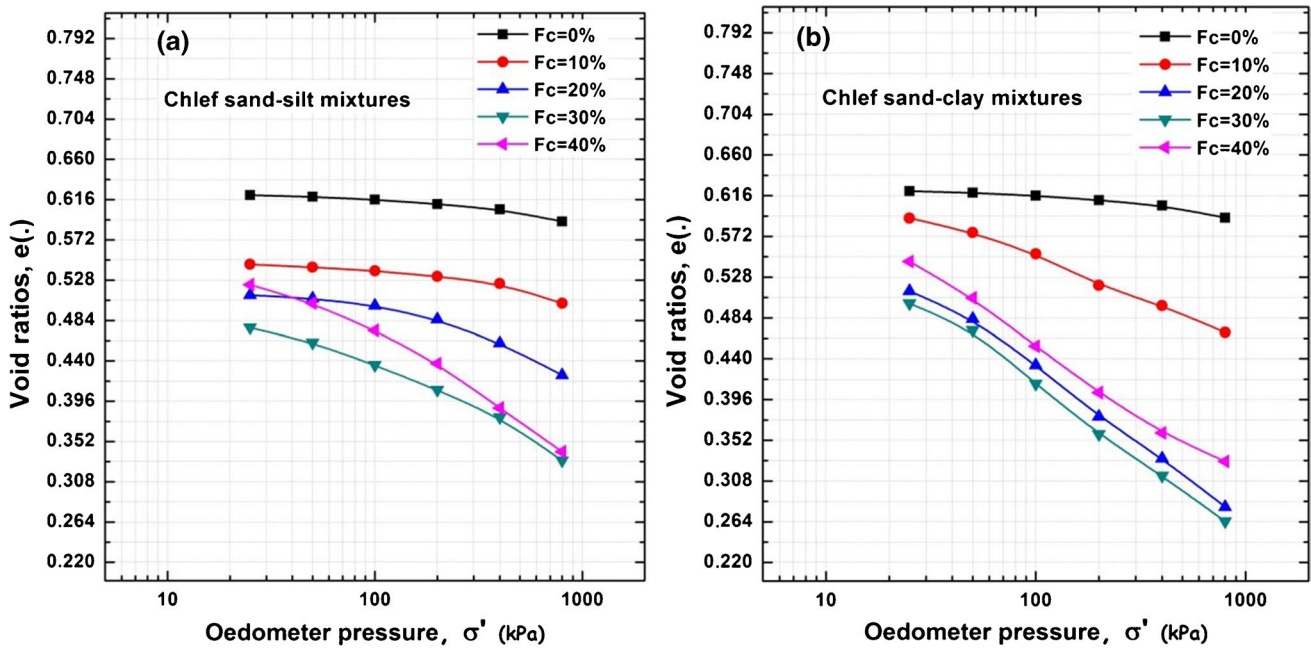 (a)
Chlef sand-silt mixtures
Fc=0%
Fc=10%
Fc=20%
Fc=30%
Fc=40%
0.792
0.748
0.704
0.660
0.616
0.572
0.528
0.484
0.440
0.396
0.352
0.308
0.264
0.220
Void ratios, e(.)
10
100
1000
Oedometer pressure, σ' (kPa)
(b)
Chlef sand-clay mixtures
Fc=0%
Fc=10%
Fc=20%
Fc=30%
Fc=40%
0.792
0.748
0.704
0.660
0.616
0.572
0.528
0.484
0.440
0.396
0.352
0.308
0.264
0.220
Void ratios, e(.)
10
100
1000
Oedometer pressure, σ' (kPa)